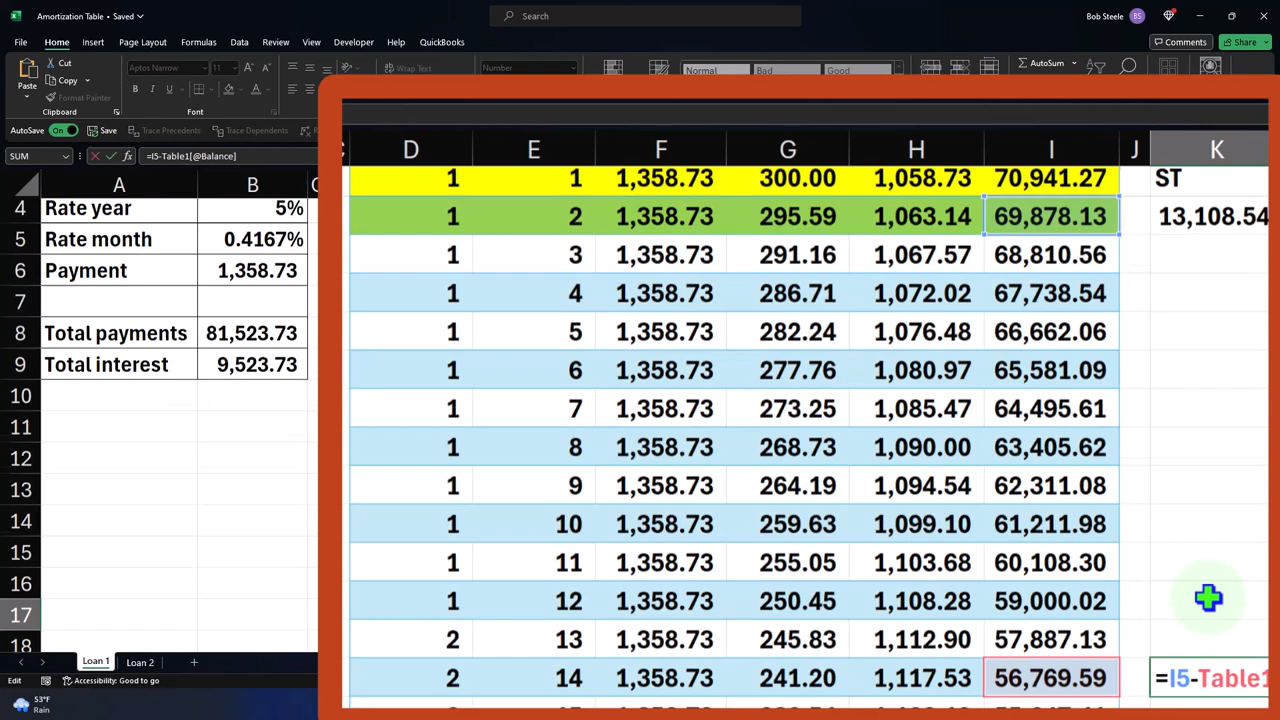 Amortization Table • Saved
Search
Bob Steele
BS
File Home Insert Page Layout Formulas Data Review View Developer Help QuickBooks
Comments Share
Paste
Cut
Copy
Format Painter
Clipboard
Aptos Narrow 11
B I U
Font
Wrap Text
Number
Normal Bad Good
AutoSum
AutoSave On Save Trace Precedents Trace Dependents
SUM fx =I5-Table1[@Balance]
A B
4 Rate year 5%
5 Rate month 0.4167%
6 Payment 1,358.73
7
8 Total payments 81,523.73
9 Total interest 9,523.73
10
11
12
13
14
15
16
17
18
D E F G H I J K
1 1 1,358.73 300.00 1,058.73 70,941.27 ST
1 2 1,358.73 295.59 1,063.14 69,878.13 13,108.54
1 3 1,358.73 291.16 1,067.57 68,810.56
1 4 1,358.73 286.71 1,072.02 67,738.54
1 5 1,358.73 282.24 1,076.48 66,662.06
1 6 1,358.73 277.76 1,080.97 65,581.09
1 7 1,358.73 273.25 1,085.47 64,495.61
1 8 1,358.73 268.73 1,090.00 63,405.62
1 9 1,358.73 264.19 1,094.54 62,311.08
1 10 1,358.73 259.63 1,099.10 61,211.98
1 11 1,358.73 255.05 1,103.68 60,108.30
1 12 1,358.73 250.45 1,108.28 59,000.02
2 13 1,358.73 245.83 1,112.90 57,887.13
2 14 1,358.73 241.20 1,117.53 56,769.59 =I5-Table1
Loan 1 Loan 2
Edit Accessibility: Good to go
53°F
Rain